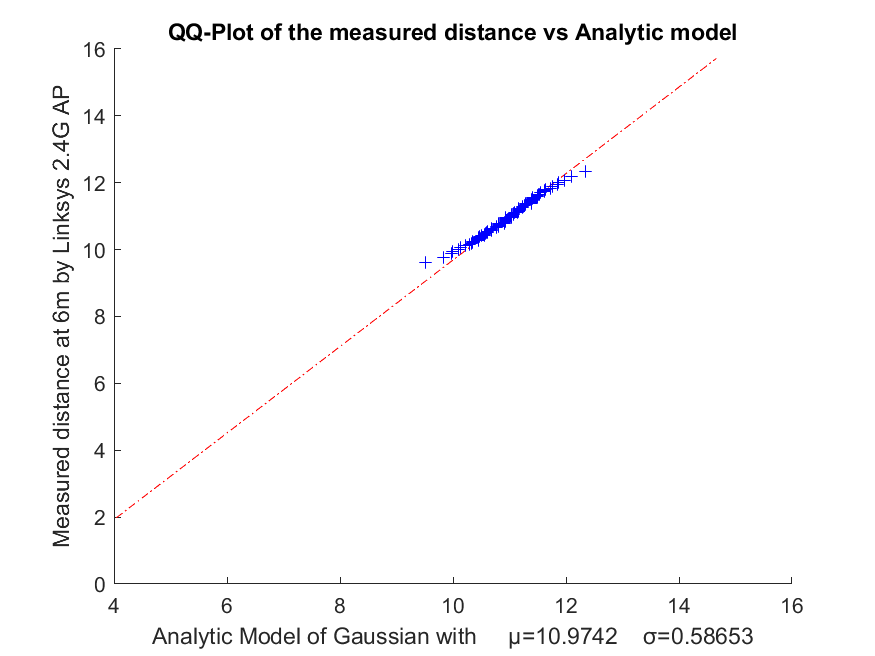 QQ-Plot of the measured distance vs Analytic model
Measured distance at 6m by Linksys 2.4G AP
16
14
12
10
8
6
4
2
0
4 6 8 10 12 14 16
Analytic Model of Gaussian with μ=10.9742 σ=0.58653